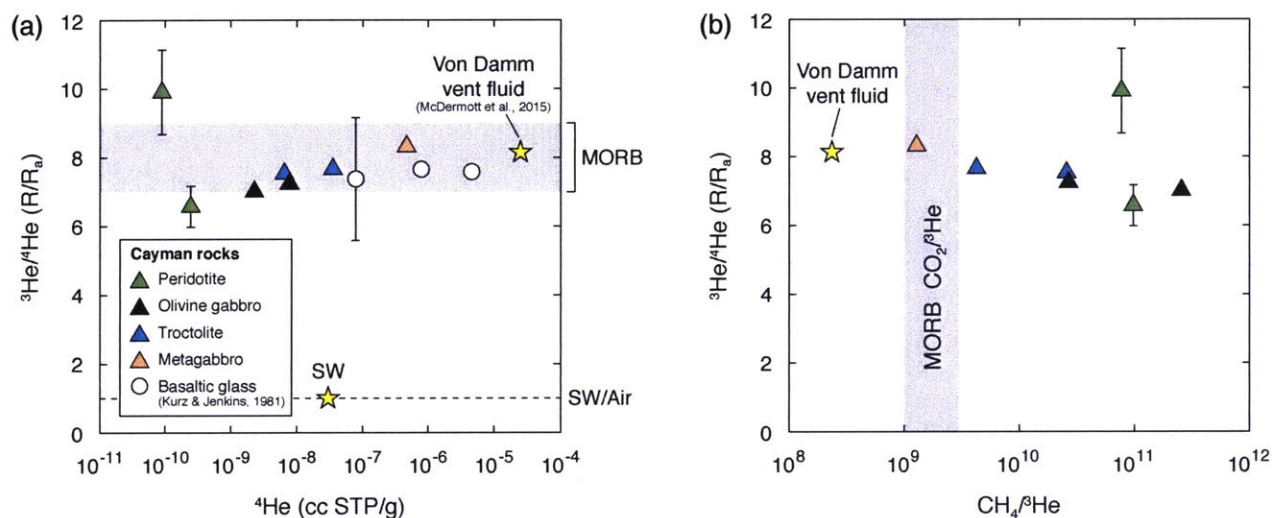 (a)
12
10
8
6
4
2
0
³He/⁴He (R/Rₐ)
Von Damm
vent fluid
(McDermott et al., 2015)
MORB
Cayman rocks
Peridotite
Olivine gabbro
Troctolite
Metagabbro
Basaltic glass
(Kurz & Jenkins, 1981)
SW
SW/Air
10⁻¹¹ 10⁻¹⁰ 10⁻⁹ 10⁻⁸ 10⁻⁷ 10⁻⁶ 10⁻⁵ 10⁻⁴
⁴He (cc STP/g)
(b)
12
10
8
6
4
2
0
³He/⁴He (R/Rₐ)
Von Damm
vent fluid
MORB CO₂/³He
10⁸ 10⁹ 10¹⁰ 10¹¹ 10¹²
CH₄/³He